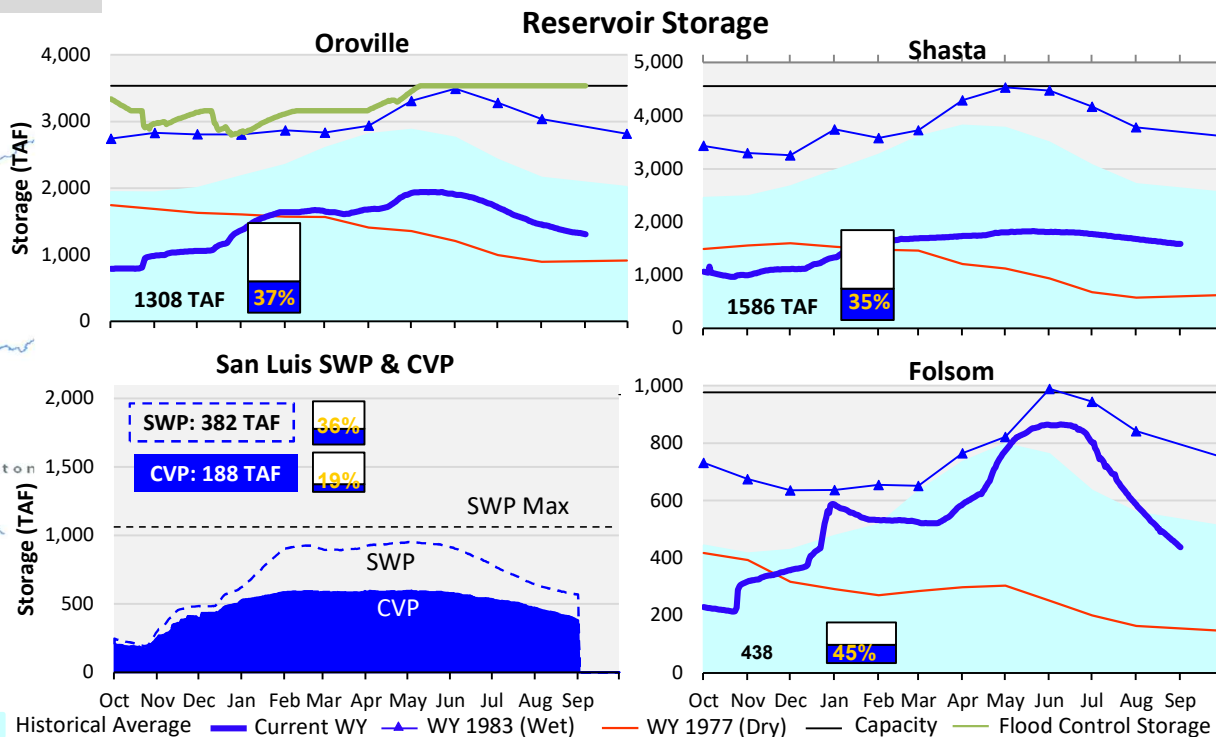 Reservoir Storage
Oroville
Storage (TAF)
4,000
3,000
2,000
1,000
0
1308 TAF
37%
Shasta
5,000
4,000
3,000
2,000
1,000
0
1586 TAF
35%
San Luis SWP & CVP
Storage (TAF)
2,000
1,500
1,000
500
0
SWP: 382 TAF
36%
CVP: 188 TAF
19%
SWP Max
SWP
CVP
Oct Nov Dec Jan Feb Mar Apr May Jun Jul Aug Sep
Folsom
1,000
800
600
400
200
0
438
45%
Oct Nov Dec Jan Feb Mar Apr May Jun Jul Aug Sep
ton
Historical Average Current WY WY 1983 (Wet) WY 1977 (Dry) Capacity Flood Control Storage